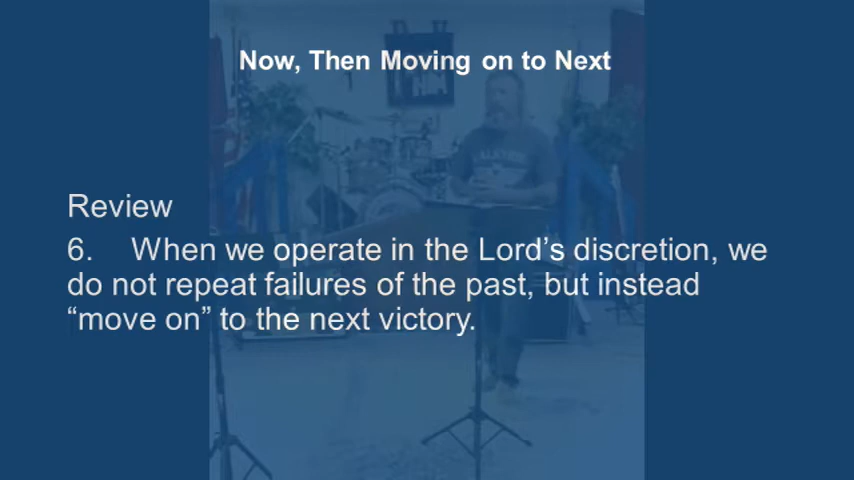 Now, Then Moving on to Next
Review
6. When we operate in the Lord’s discretion, we
do not repeat failures of the past, but instead
“move on” to the next victory.